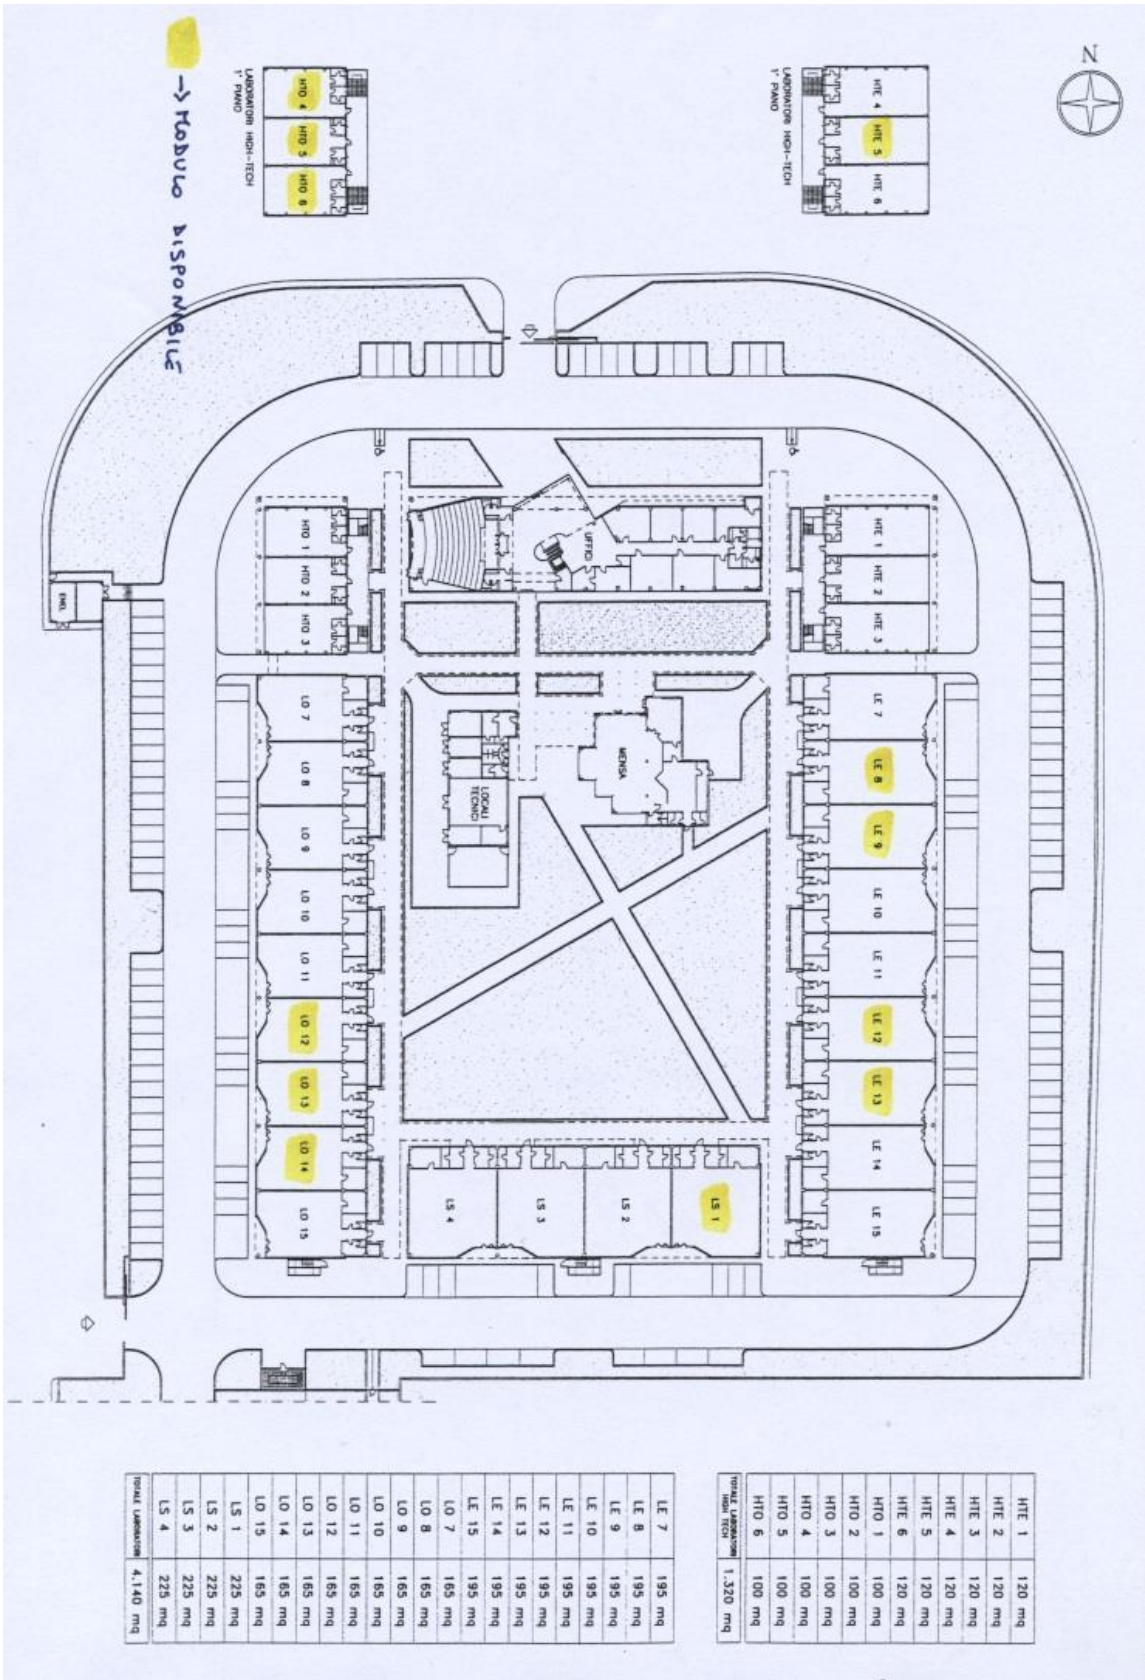 N
→ MODULO DISPONIBILE
LABORATORI HIGH-TECH
1° PIANO
HTO 4
HTO 5
HTO 6
LABORATORI HIGH-TECH
1° PIANO
HTE 4
HTE 5
HTE 6
UFFICI
HTO 1
HTO 2
HTO 3
HTE 1
HTE 2
HTE 3
ENEL
MENSA
LOCALI
TECNICI
LO 7
LO 8
LO 9
LO 10
LO 11
LO 12
LO 13
LO 14
LO 15
LE 7
LE 8
LE 9
LE 10
LE 11
LE 12
LE 13
LE 14
LE 15
LS 4
LS 3
LS 2
LS 1
HTE 1 120 mq
HTE 2 120 mq
HTE 3 120 mq
HTE 4 120 mq
HTE 5 120 mq
HTE 6 120 mq
HTO 1 100 mq
HTO 2 100 mq
HTO 3 100 mq
HTO 4 100 mq
HTO 5 100 mq
HTO 6 100 mq
TOTALE LABORATORI HIGH TECH 1.320 mq
LE 7 195 mq
LE 8 195 mq
LE 9 195 mq
LE 10 195 mq
LE 11 195 mq
LE 12 195 mq
LE 13 195 mq
LE 14 195 mq
LE 15 195 mq
LO 7 165 mq
LO 8 165 mq
LO 9 165 mq
LO 10 165 mq
LO 11 165 mq
LO 12 165 mq
LO 13 165 mq
LO 14 165 mq
LO 15 165 mq
LS 1 225 mq
LS 2 225 mq
LS 3 225 mq
LS 4 225 mq
TOTALE LABORATORI 4.140 mq